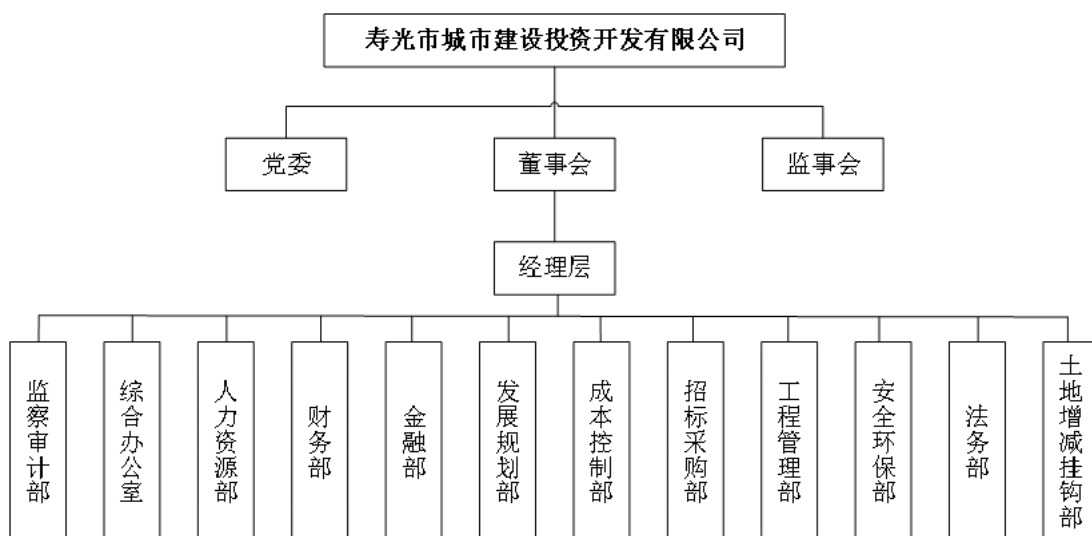 寿光市城市建设投资开发有限公司
党委
董事会
监事会
经理层
监察审计部
综合办公室
人力资源部
财务部
金融部
发展规划部
成本控制部
招标采购部
工程管理部
安全环保部
法务部
土地增减挂钩部